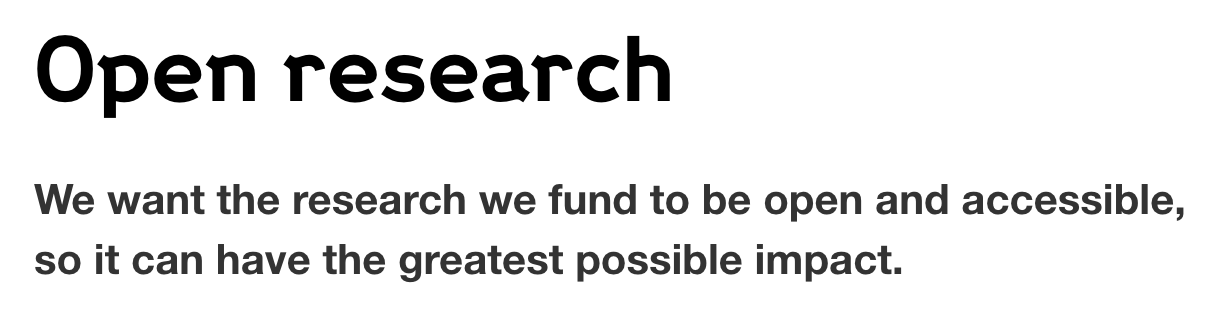 Open research
We want the research we fund to be open and accessible,
so it can have the greatest possible impact.